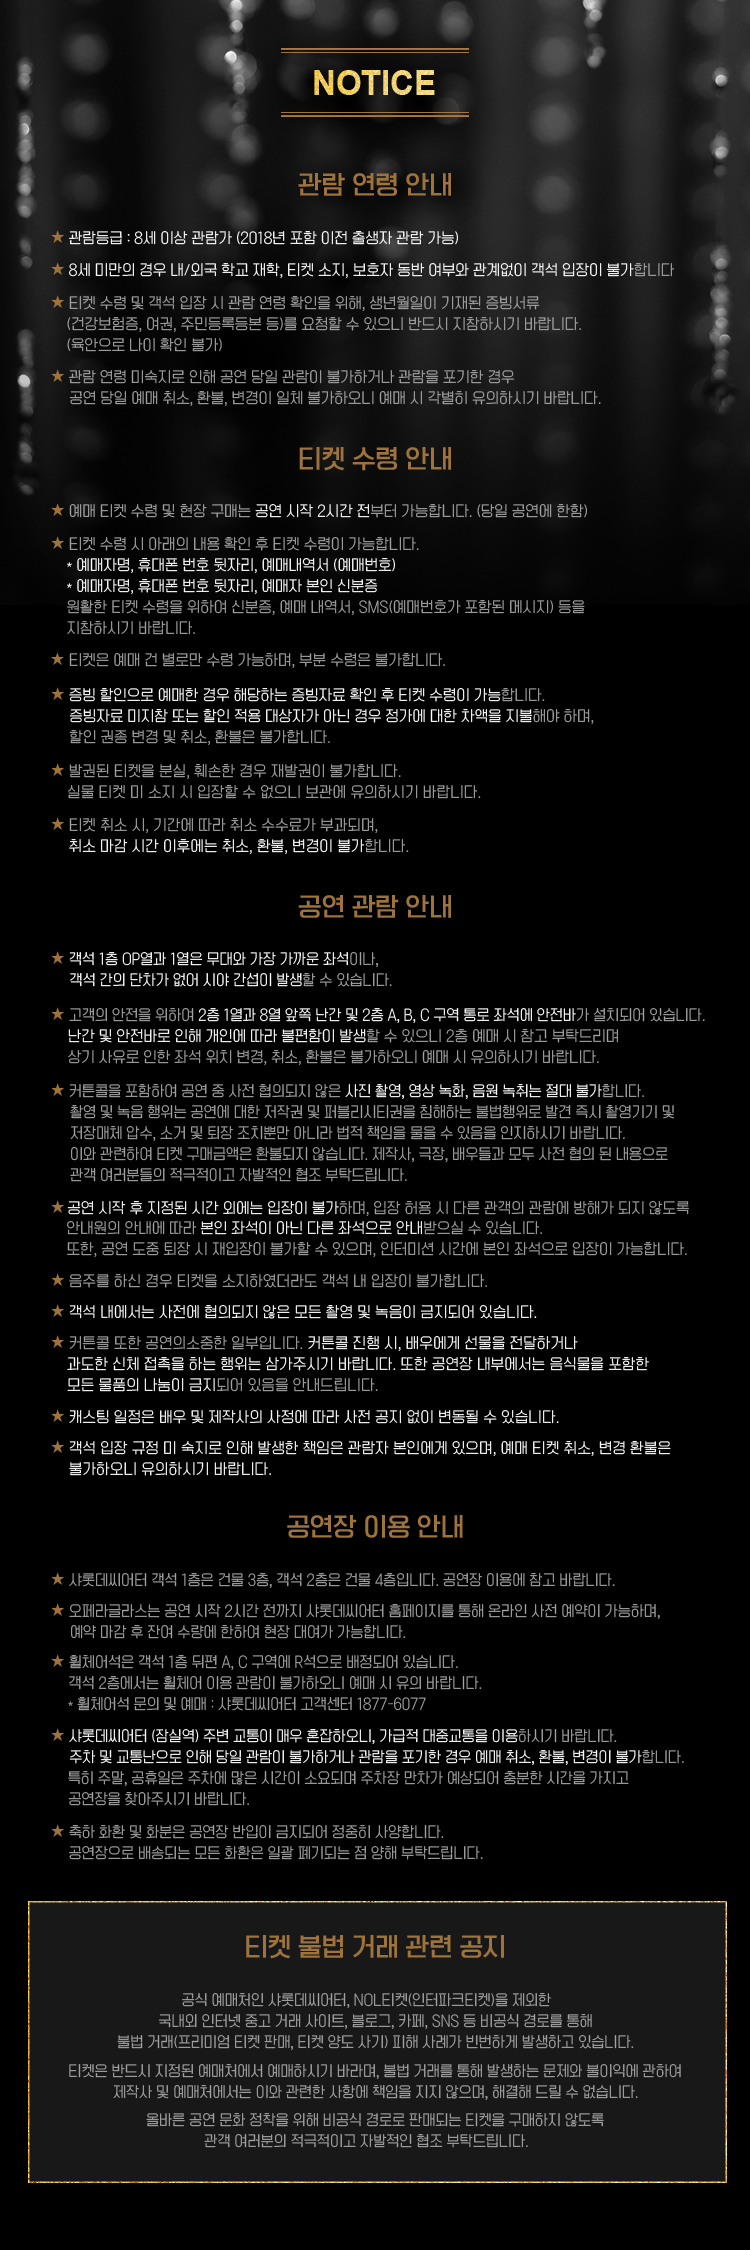 NOTICE
관람 연령 안내
★ 관람등급 : 8세 이상 관람가 (2018년 포함 이전 출생자 관람 가능)
★ 8세 미만의 경우 내/외국 학교 재학, 티켓 소지, 보호자 동반 여부와 관계없이 객석 입장이 불가합니다
★ 티켓 수령 및 객석 입장 시 관람 연령 확인을 위해, 생년월일이 기재된 증빙서류
(건강보험증, 여권, 주민등록등본 등)를 요청할 수 있으니 반드시 지참하시기 바랍니다.
(육안으로 나이 확인 불가)
★ 관람 연령 미숙지로 인해 공연 당일 관람이 불가하거나 관람을 포기한 경우
공연 당일 예매 취소, 환불, 변경이 일체 불가하오니 예매 시 각별히 유의하시기 바랍니다.
티켓 수령 안내
★ 예매 티켓 수령 및 현장 구매는 공연 시작 2시간 전부터 가능합니다. (당일 공연에 한함)
★ 티켓 수령 시 아래의 내용 확인 후 티켓 수령이 가능합니다.
* 예매자명, 휴대폰 번호 뒷자리, 예매내역서 (예매번호)
* 예매자명, 휴대폰 번호 뒷자리, 예매자 본인 신분증
원활한 티켓 수령을 위하여 신분증, 예매 내역서, SMS(예매번호가 포함된 메시지) 등을
지참하시기 바랍니다.
★ 티켓은 예매 건 별로만 수령 가능하며, 부분 수령은 불가합니다.
★ 증빙 할인으로 예매한 경우 해당하는 증빙자료 확인 후 티켓 수령이 가능합니다.
증빙자료 미지참 또는 할인 적용 대상자가 아닌 경우 정가에 대한 차액을 지불해야 하며,
할인 권종 변경 및 취소, 환불은 불가합니다.
★ 발권된 티켓을 분실, 훼손한 경우 재발권이 불가합니다.
실물 티켓 미 소지 시 입장할 수 없으니 보관에 유의하시기 바랍니다.
★ 티켓 취소 시, 기간에 따라 취소 수수료가 부과되며,
취소 마감 시간 이후에는 취소, 환불, 변경이 불가합니다.
공연 관람 안내
★ 객석 1층 OP열과 1열은 무대와 가장 가까운 좌석이나,
객석 간의 단차가 없어 시야 간섭이 발생할 수 있습니다.
★ 고객의 안전을 위하여 2층 1열과 8열 앞쪽 난간 및 2층 A, B, C 구역 통로 좌석에 안전바가 설치되어 있습니다.
난간 및 안전바로 인해 개인에 따라 불편함이 발생할 수 있으니 2층 예매 시 참고 부탁드리며
상기 사유로 인한 좌석 위치 변경, 취소, 환불은 불가하오니 예매 시 유의하시기 바랍니다.
★ 커튼콜을 포함하여 공연 중 사전 협의되지 않은 사진 촬영, 영상 녹화, 음원 녹취는 절대 불가합니다.
촬영 및 녹음 행위는 공연에 대한 저작권 및 퍼블리시티권을 침해하는 불법행위로 발견 즉시 촬영기기 및
저장매체 압수, 소거 및 퇴장 조치뿐만 아니라 법적 책임을 물을 수 있음을 인지하시기 바랍니다.
이와 관련하여 티켓 구매금액은 환불되지 않습니다. 제작사, 극장, 배우들과 모두 사전 협의 된 내용으로
관객 여러분들의 적극적이고 자발적인 협조 부탁드립니다.
★ 공연 시작 후 지정된 시간 외에는 입장이 불가하며, 입장 허용 시 다른 관객의 관람에 방해가 되지 않도록
안내원의 안내에 따라 본인 좌석이 아닌 다른 좌석으로 안내받으실 수 있습니다.
또한, 공연 도중 퇴장 시 재입장이 불가할 수 있으며, 인터미션 시간에 본인 좌석으로 입장이 가능합니다.
★ 음주를 하신 경우 티켓을 소지하였더라도 객석 내 입장이 불가합니다.
★ 객석 내에서는 사전에 협의되지 않은 모든 촬영 및 녹음이 금지되어 있습니다.
★ 커튼콜 또한 공연의소중한 일부입니다. 커튼콜 진행 시, 배우에게 선물을 전달하거나
과도한 신체 접촉을 하는 행위는 삼가주시기 바랍니다. 또한 공연장 내부에서는 음식물을 포함한
모든 물품의 나눔이 금지되어 있음을 안내드립니다.
★ 캐스팅 일정은 배우 및 제작사의 사정에 따라 사전 공지 없이 변동될 수 있습니다.
★ 객석 입장 규정 미 숙지로 인해 발생한 책임은 관람자 본인에게 있으며, 예매 티켓 취소, 변경 환불은
불가하오니 유의하시기 바랍니다.
공연장 이용 안내
★ 샤롯데씨어터 객석 1층은 건물 3층, 객석 2층은 건물 4층입니다. 공연장 이용에 참고 바랍니다.
★ 오페라글라스는 공연 시작 2시간 전까지 샤롯데씨어터 홈페이지를 통해 온라인 사전 예약이 가능하며,
예약 마감 후 잔여 수량에 한하여 현장 대여가 가능합니다.
★ 휠체어석은 객석 1층 뒤편 A, C 구역에 R석으로 배정되어 있습니다.
객석 2층에서는 휠체어 이용 관람이 불가하오니 예매 시 유의 바랍니다.
* 휠체어석 문의 및 예매 : 샤롯데씨어터 고객센터 1877-6077
★ 샤롯데씨어터 (잠실역) 주변 교통이 매우 혼잡하오니, 가급적 대중교통을 이용하시기 바랍니다.
주차 및 교통난으로 인해 당일 관람이 불가하거나 관람을 포기한 경우 예매 취소, 환불, 변경이 불가합니다.
특히 주말, 공휴일은 주차에 많은 시간이 소요되며 주차장 만차가 예상되어 충분한 시간을 가지고
공연장을 찾아주시기 바랍니다.
★ 축하 화환 및 화분은 공연장 반입이 금지되어 정중히 사양합니다.
공연장으로 배송되는 모든 화환은 일괄 폐기되는 점 양해 부탁드립니다.
티켓 불법 거래 관련 공지
공식 예매처인 샤롯데씨어터, NOL티켓(인터파크티켓)을 제외한
국내외 인터넷 중고 거래 사이트, 블로그, 카페, SNS 등 비공식 경로를 통해
불법 거래(프리미엄 티켓 판매, 티켓 양도 사기) 피해 사례가 빈번하게 발생하고 있습니다.
티켓은 반드시 지정된 예매처에서 예매하시기 바라며, 불법 거래를 통해 발생하는 문제와 불이익에 관하여
제작사 및 예매처에서는 이와 관련한 사항에 책임을 지지 않으며, 해결해 드릴 수 없습니다.
올바른 공연 문화 정착을 위해 비공식 경로로 판매되는 티켓을 구매하지 않도록
관객 여러분의 적극적이고 자발적인 협조 부탁드립니다.